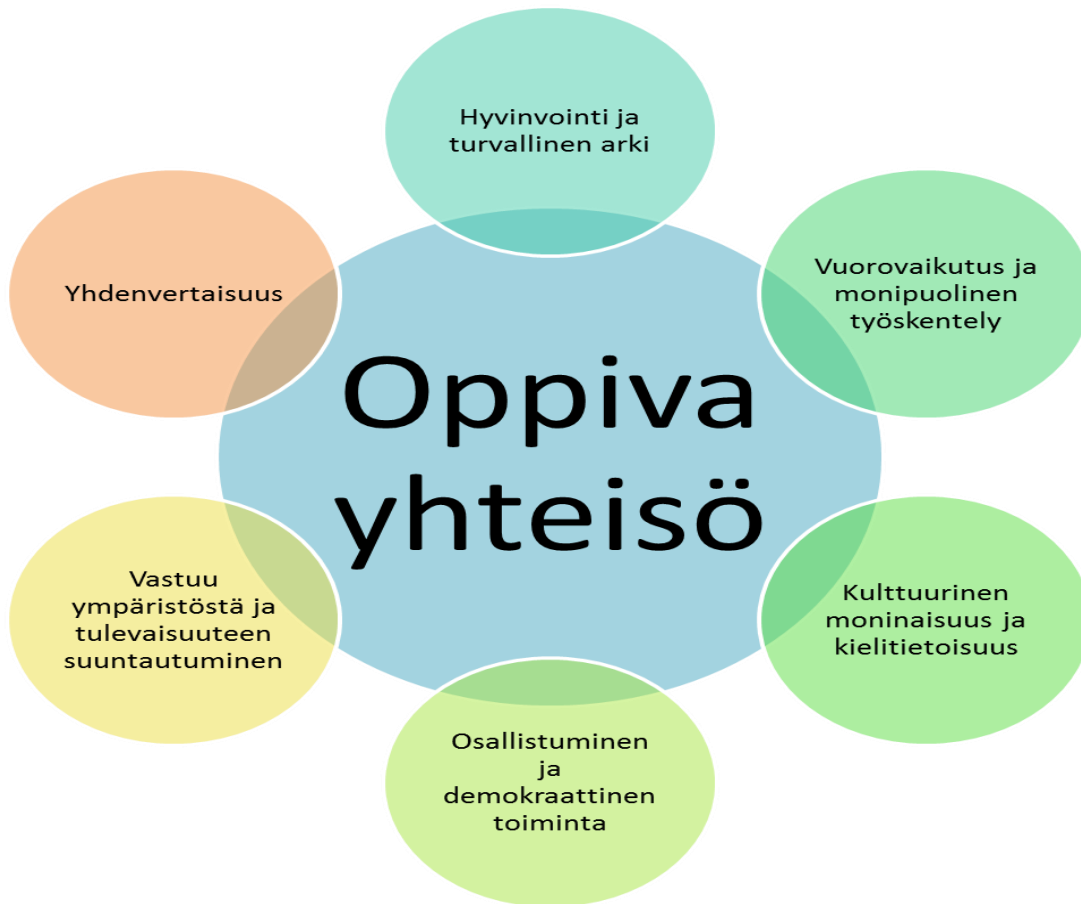 Hyvinvointi ja
turvallinen arki
Vuorovaikutus ja
monipuolinen
työskentely
Kulttuurinen
moninaisuus ja
kielitietoisuus
Osallistuminen
ja
demokraattinen
toiminta
Vastuu
ympäristöstä ja
tulevaisuuteen
suuntautuminen
Yhdenvertaisuus
Oppiva
yhteisö